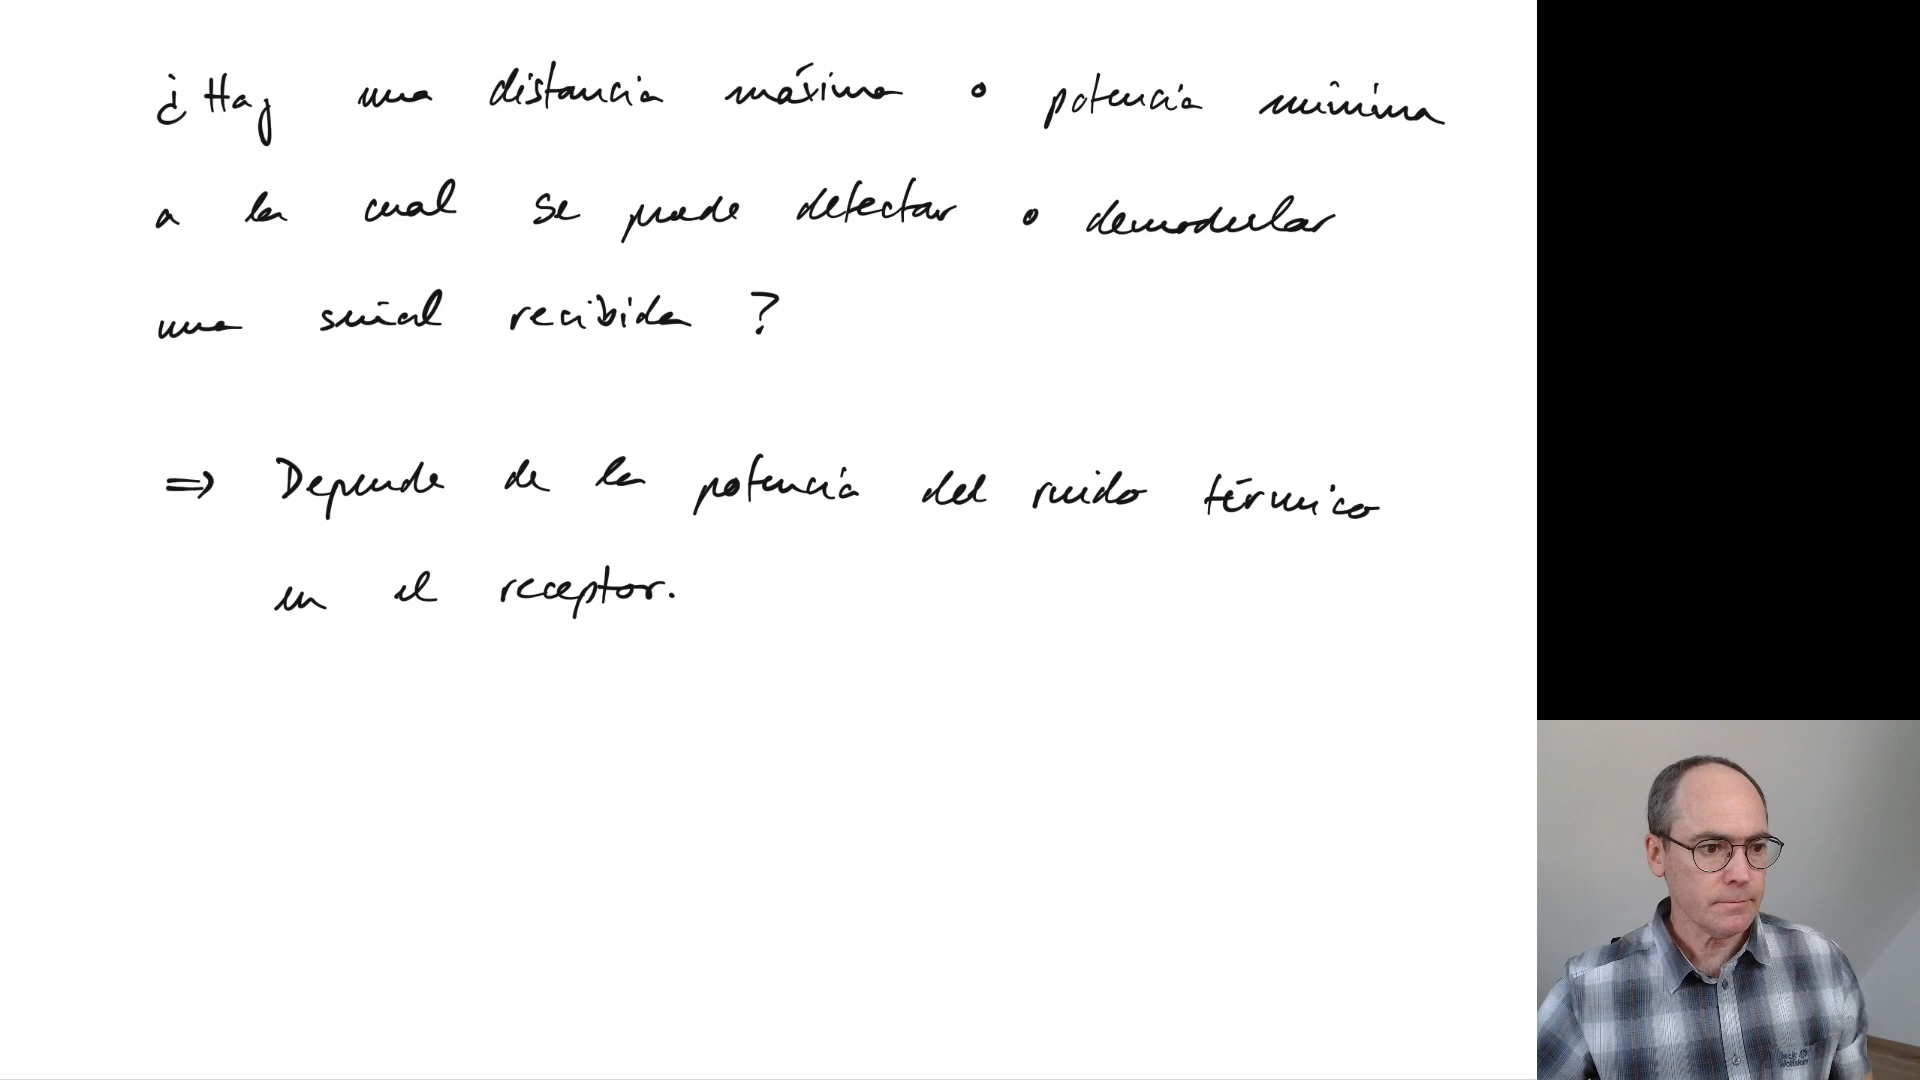 ¿Hay una distancia máxima o potencia mínima
a la cual se puede detectar o demodular
una señal recibida?
⇒ Depende de la potencia del ruido térmico
en el receptor.